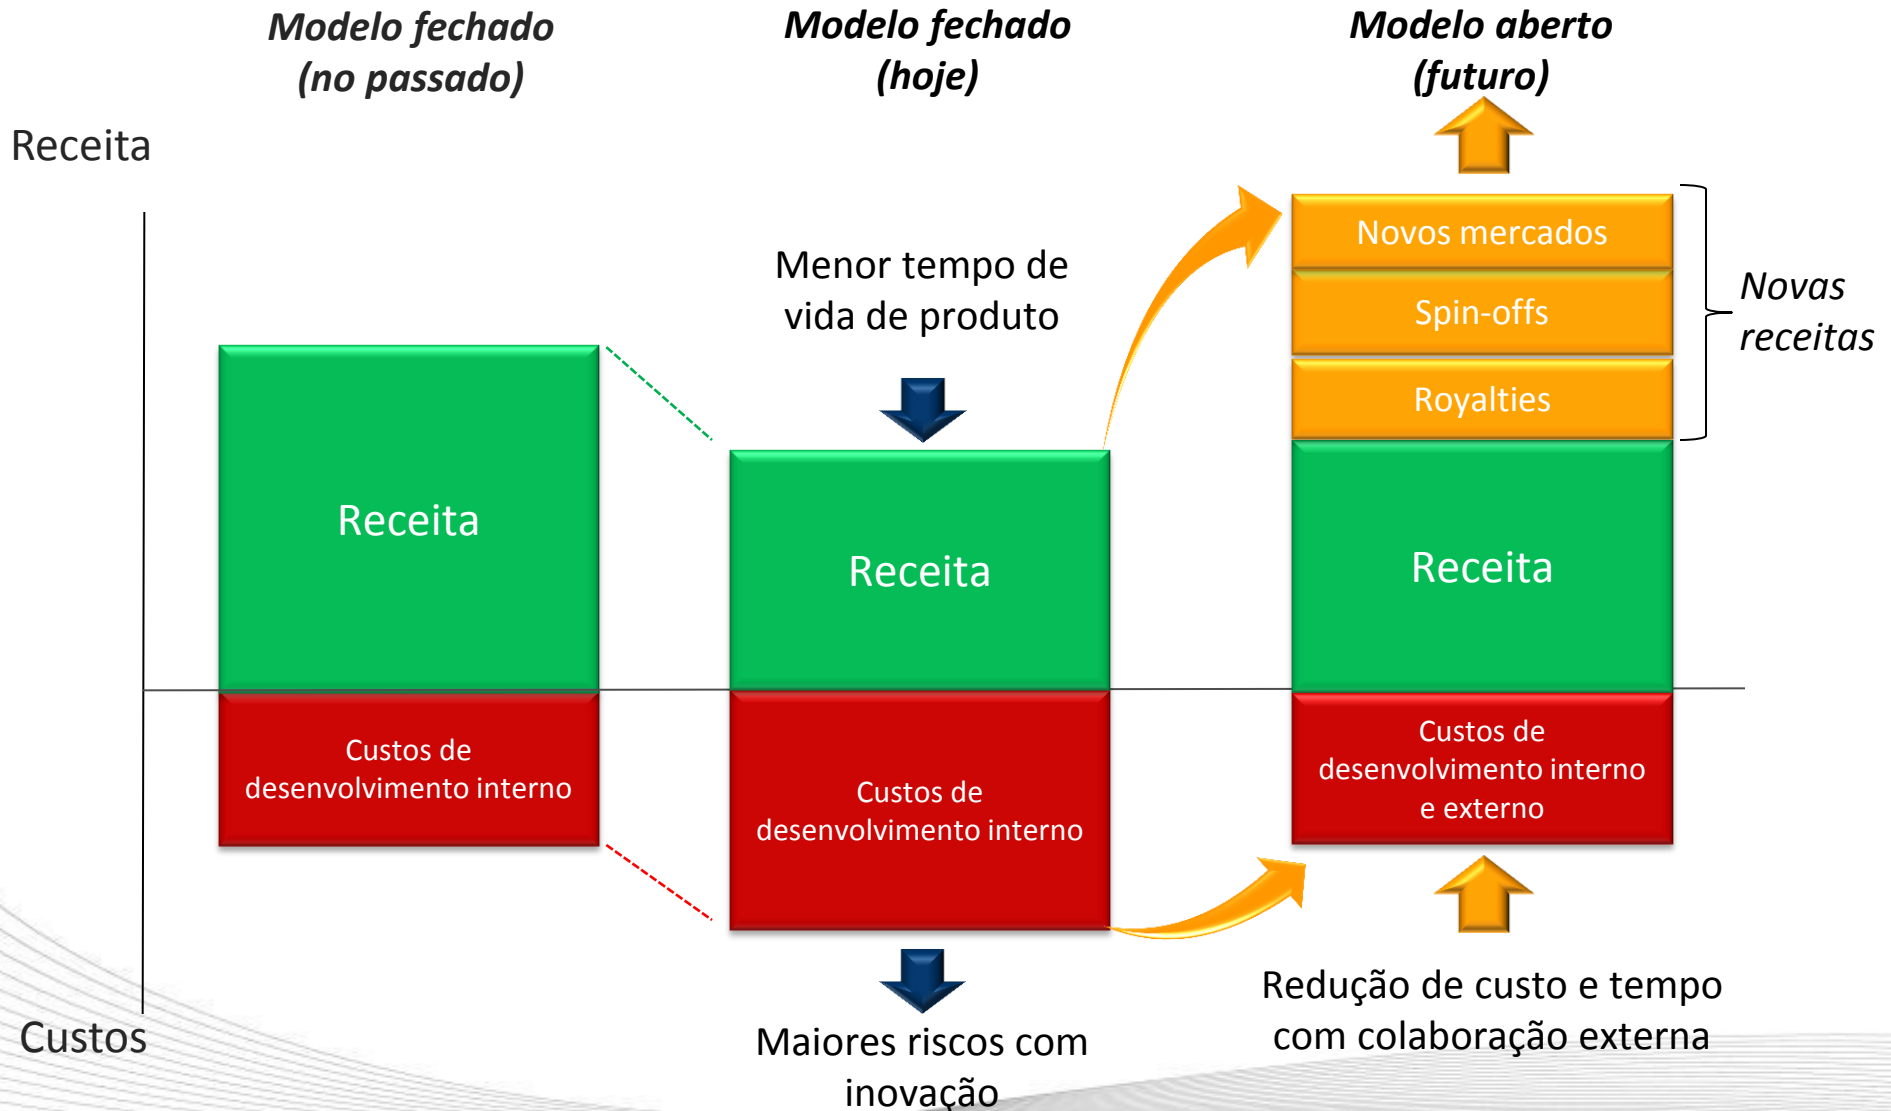 Modelo fechado
(no passado)
Modelo fechado
(hoje)
Modelo aberto
(futuro)
Receita
Menor tempo de
vida de produto
Novos mercados
Spin-offs
Royalties
Novas
receitas
Receita
Receita
Receita
Custos de
desenvolvimento interno
Custos de
desenvolvimento interno
Custos de
desenvolvimento interno
e externo
Custos
Maiores riscos com
inovação
Redução de custo e tempo
com colaboração externa